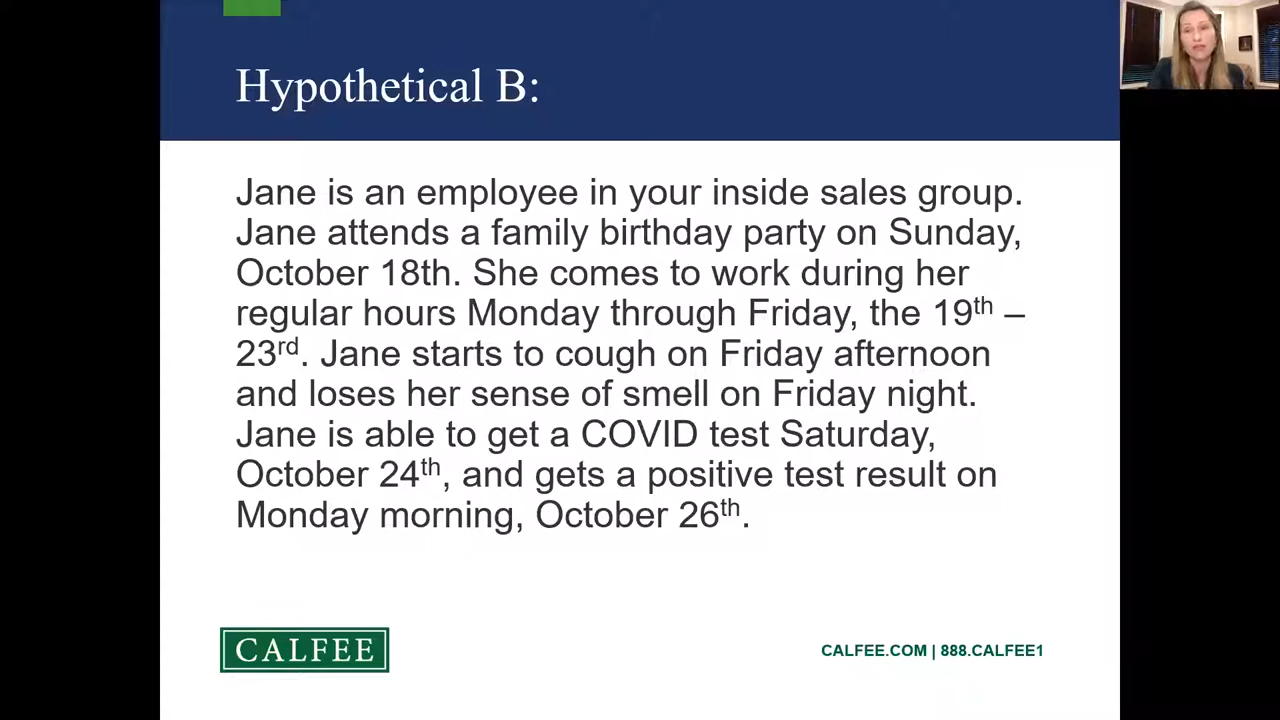 Hypothetical B:
Jane is an employee in your inside sales group.
Jane attends a family birthday party on Sunday,
October 18th. She comes to work during her
regular hours Monday through Friday, the 19th –
23rd. Jane starts to cough on Friday afternoon
and loses her sense of smell on Friday night.
Jane is able to get a COVID test Saturday,
October 24th, and gets a positive test result on
Monday morning, October 26th.
CALFEE
CALFEE.COM | 888.CALFEE1